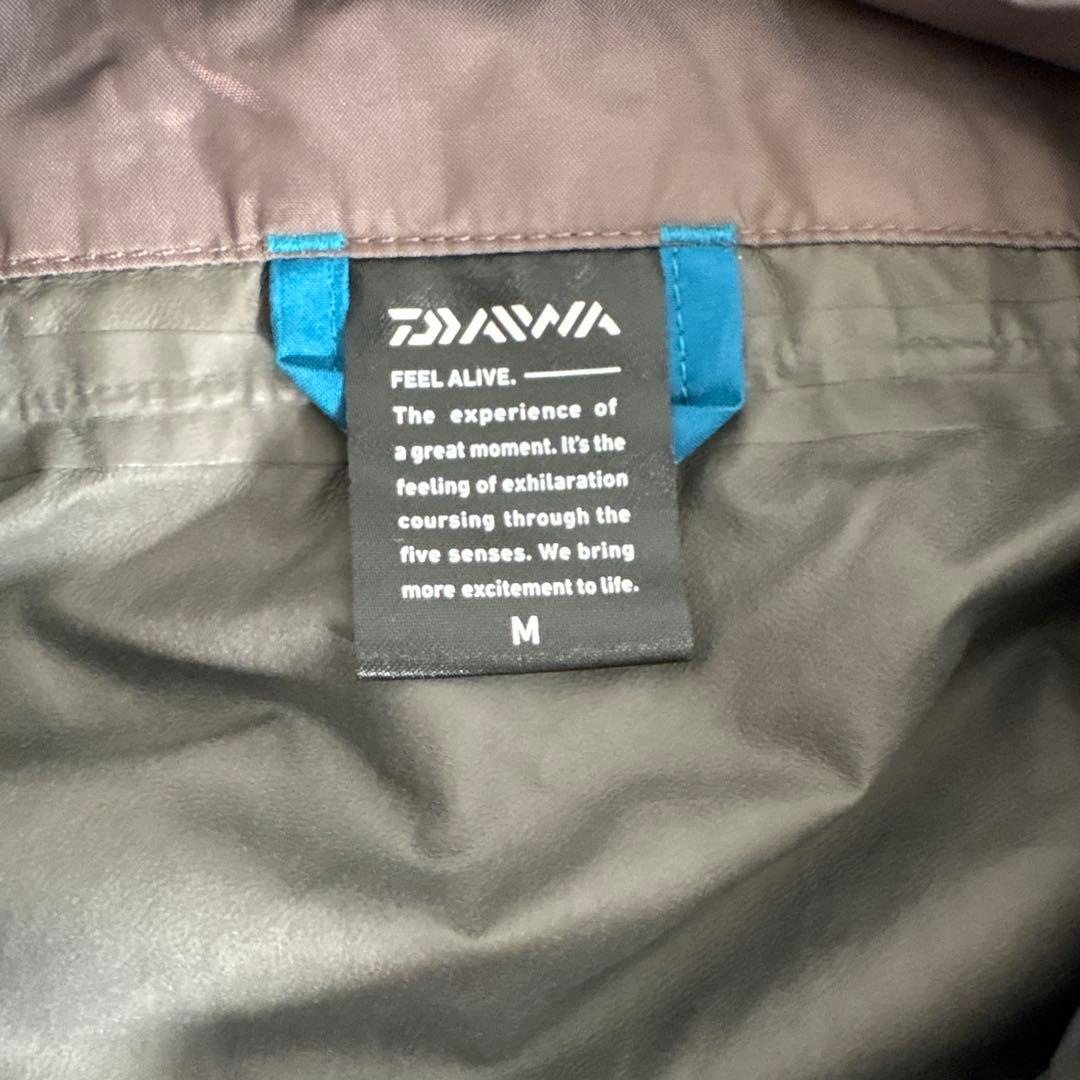 DAIWA
FEEL ALIVE.
The experience of
a great moment. It's the
feeling of exhilaration
coursing through the
five senses. We bring
more excitement to life.
M